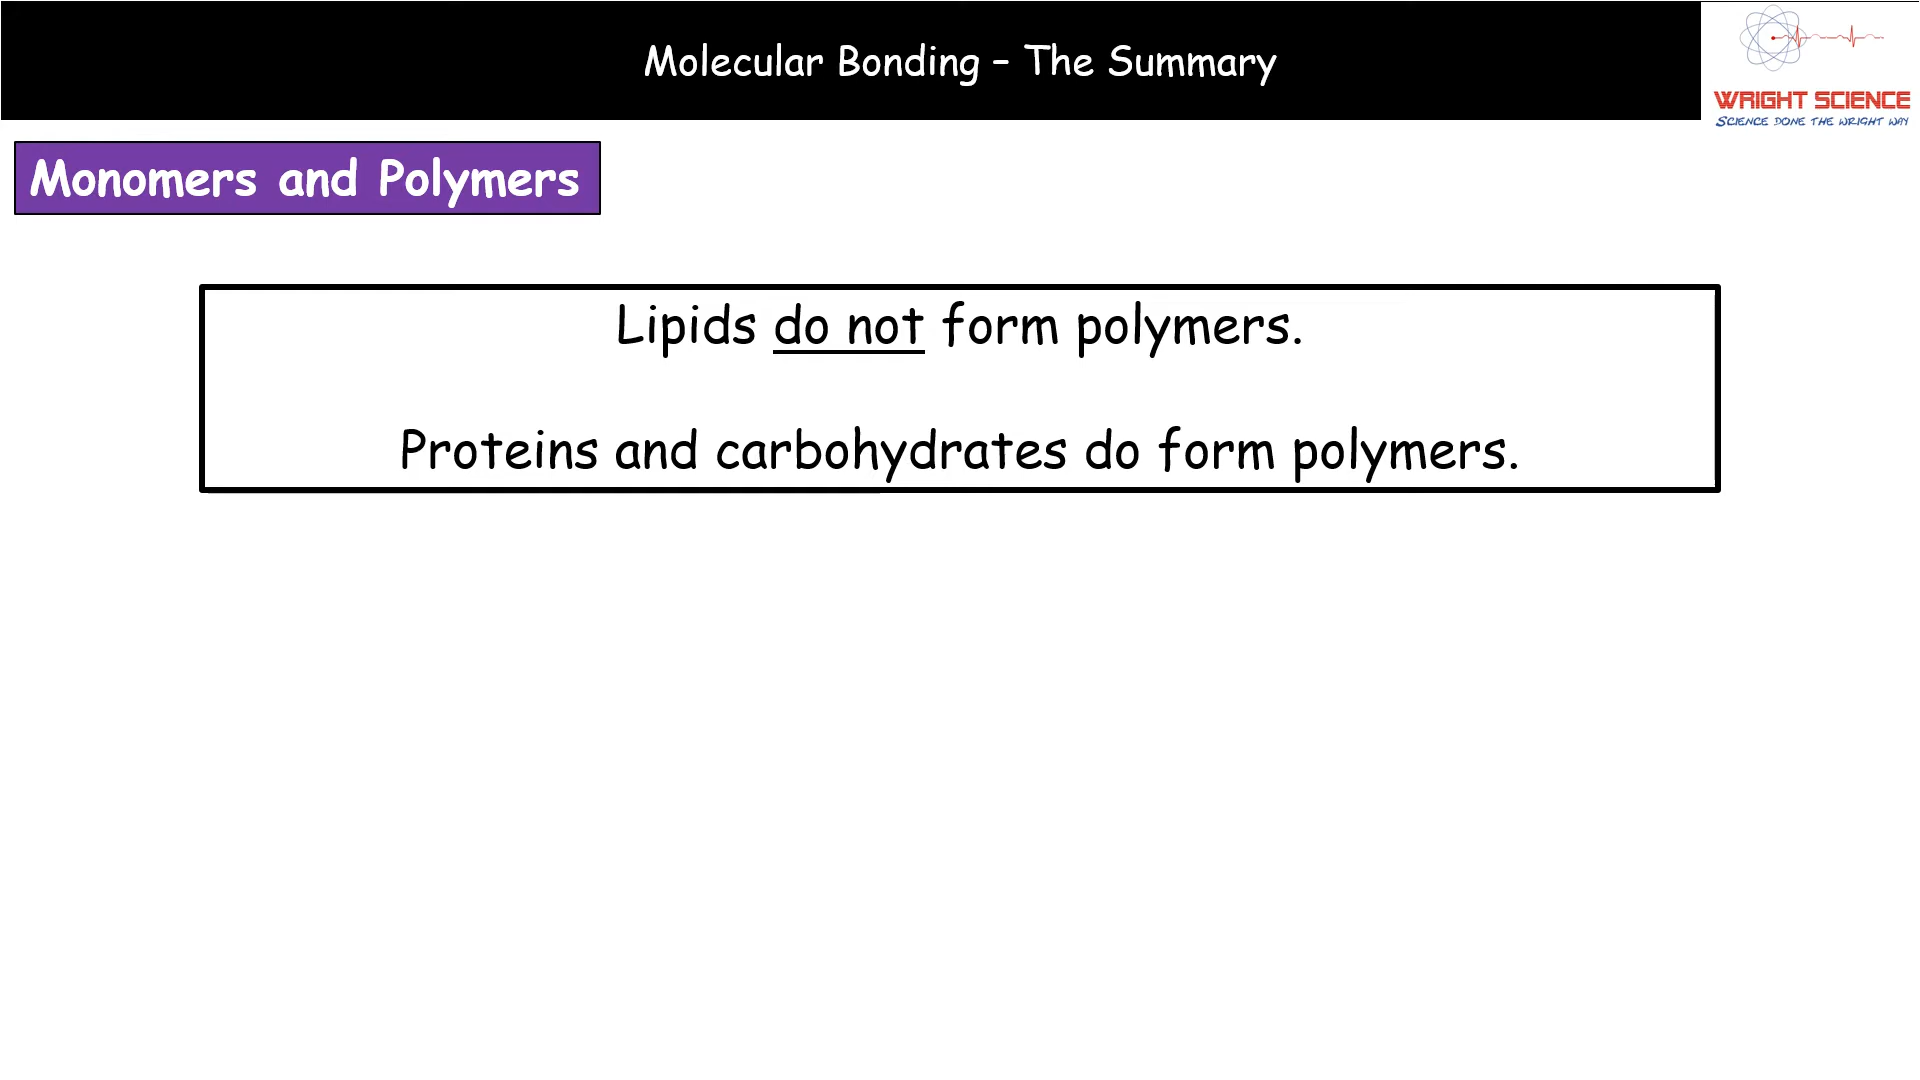 Molecular Bonding – The Summary
WRIGHT SCIENCE
SCIENCE DONE THE WRIGHT WAY
Monomers and Polymers
Lipids do not form polymers.
Proteins and carbohydrates do form polymers.